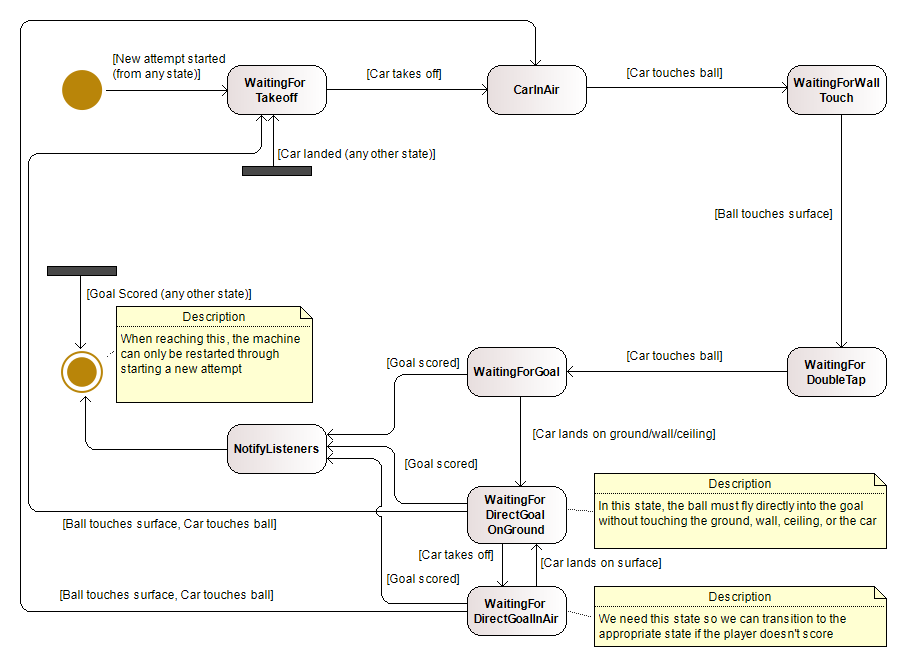 [New attempt started
(from any state)]
WaitingFor
Takeoff
[Car takes off]
CarInAir
[Car touches ball]
WaitingForWall
Touch
[Car landed (any other state)]
[Ball touches surface]
[Goal Scored (any other state)]
Description
When reaching this, the machine
can only be restarted through
starting a new attempt
[Goal scored]
WaitingForGoal
[Car touches ball]
WaitingFor
DoubleTap
NotifyListeners
[Car lands on ground/wall/ceiling]
[Goal scored]
WaitingFor
DirectGoal
OnGround
Description
In this state, the ball must fly directly into the goal
without touching the ground, wall, ceiling, or the car
[Ball touches surface, Car touches ball]
[Car takes off]
[Car lands on surface]
[Goal scored]
[Ball touches surface, Car touches ball]
WaitingFor
DirectGoalInAir
Description
We need this state so we can transition to the
appropriate state if the player doesn't score